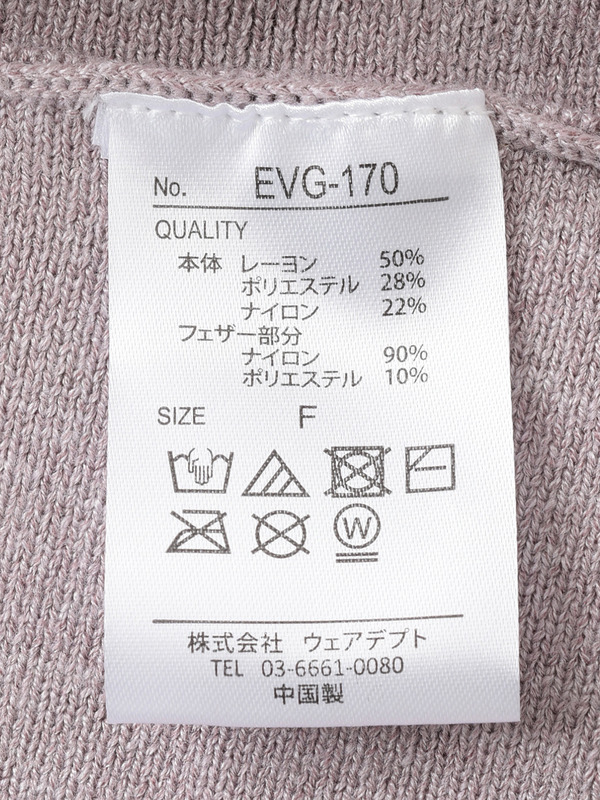 No. EVG-170
QUALITY
本体 レーヨン 50%
ポリエステル 28%
ナイロン 22%
フェザー部分
ナイロン 90%
ポリエステル 10%
SIZE F
W
株式会社 ウェアデプト
TEL 03-6661-0080
中国製